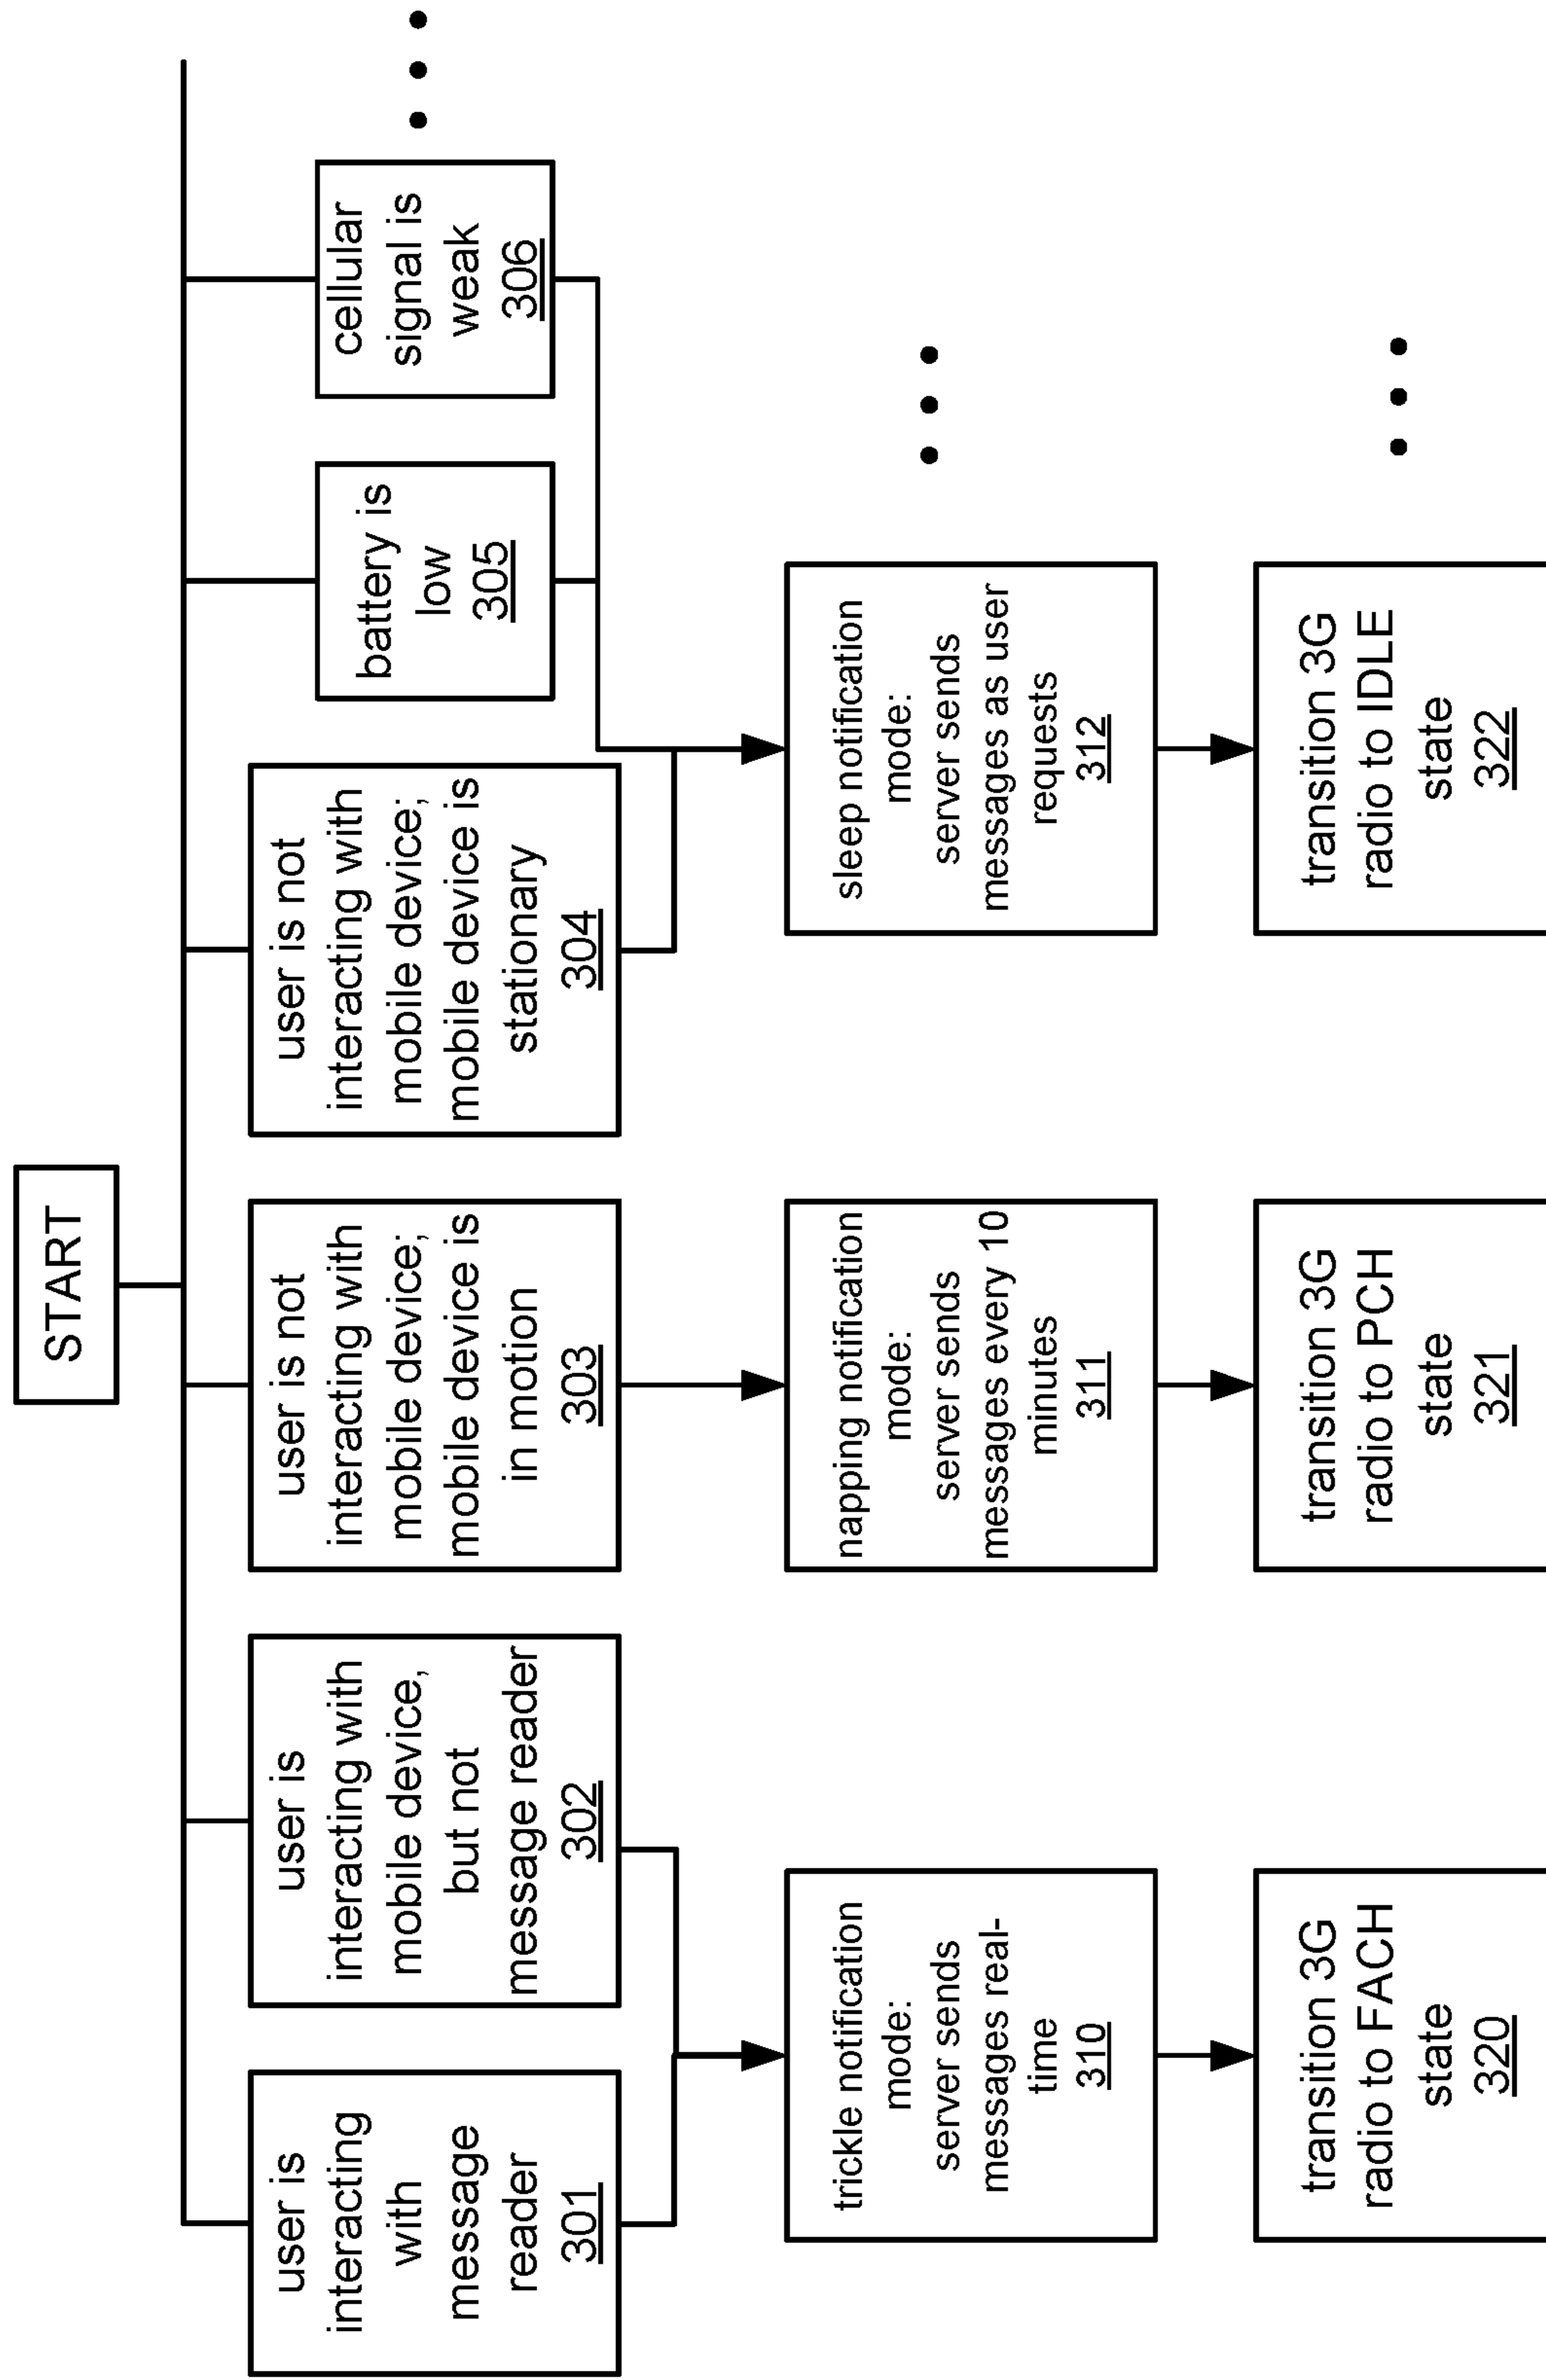 START
user is
interacting
with
message
reader
301
user is
interacting with
mobile device,
but not
message reader
302
user is not
interacting with
mobile device;
mobile device is
in motion
303
user is not
interacting with
mobile device;
mobile device is
stationary
304
battery is
low
305
cellular
signal is
weak
306
trickle notification
mode:
server sends
messages real-
time
310
napping notification
mode:
server sends
messages every 10
minutes
311
sleep notification
mode:
server sends
messages as user
requests
312
transition 3G
radio to FACH
state
320
transition 3G
radio to PCH
state
321
transition 3G
radio to IDLE
state
322